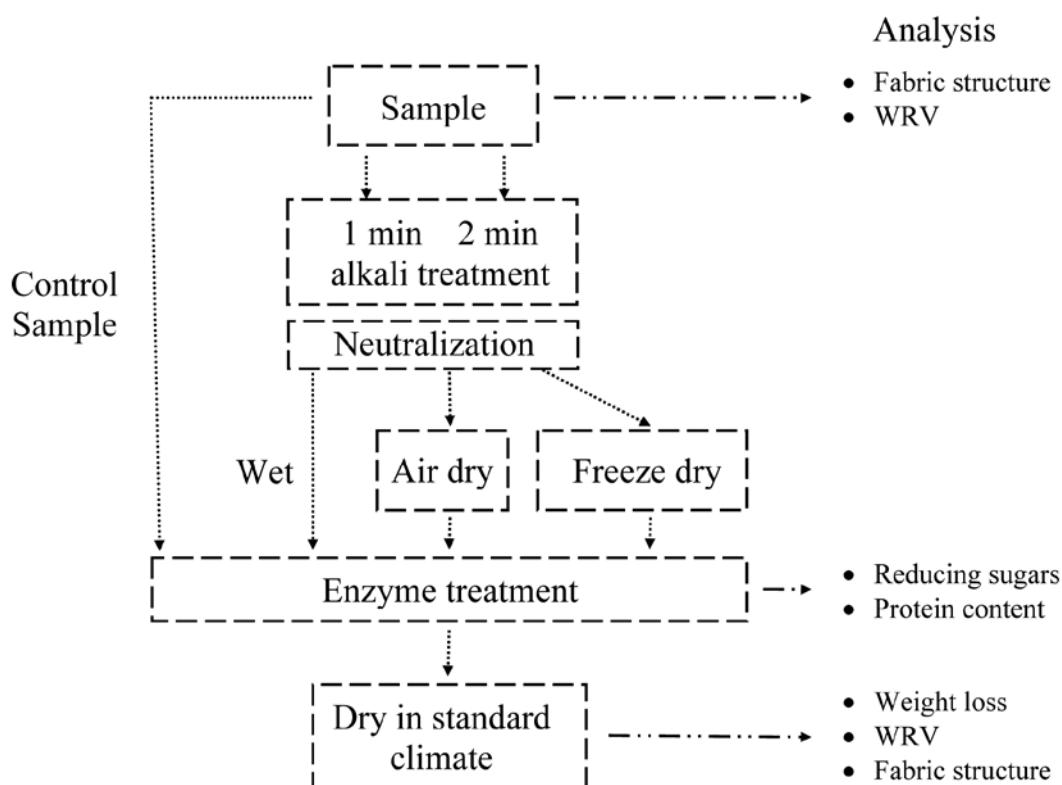 Analysis
Sample
• Fabric structure
• WRV
1 min 2 min
alkali treatment
Control
Sample
Neutralization
Wet
Air dry
Freeze dry
Enzyme treatment
• Reducing sugars
• Protein content
Dry in standard
climate
• Weight loss
• WRV
• Fabric structure